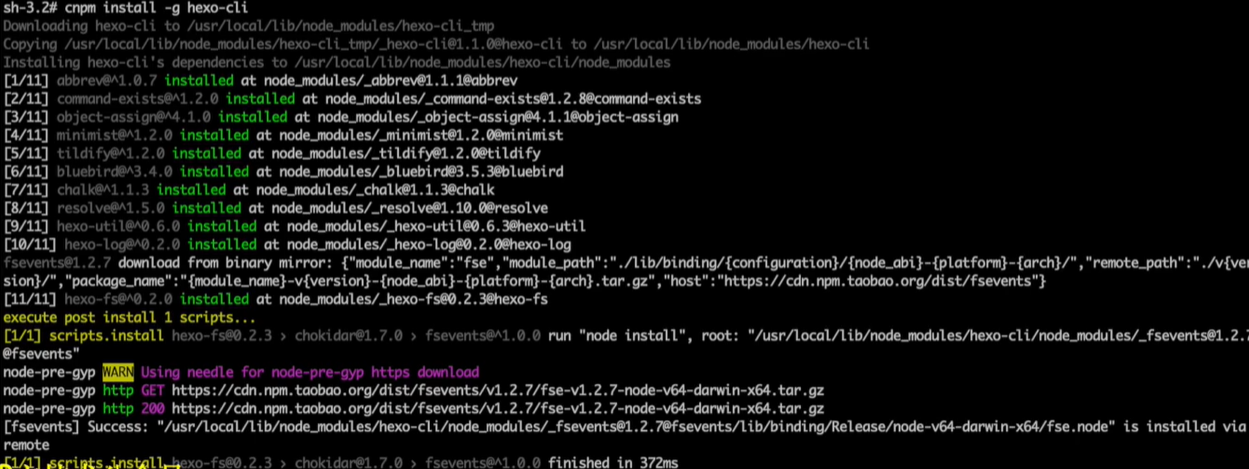 sh-3.2# cnpm install -g hexo-cli
Downloading hexo-cli to /usr/local/lib/node_modules/hexo-cli_tmp
Copying /usr/local/lib/node_modules/hexo-cli_tmp/_hexo-cli@1.1.0@hexo-cli to /usr/local/lib/node_modules/hexo-cli
Installing hexo-cli's dependencies to /usr/local/lib/node_modules/hexo-cli/node_modules
[1/11] abbrev@^1.0.7 installed at node_modules/_abbrev@1.1.1@abbrev
[2/11] command-exists@^1.2.0 installed at node_modules/_command-exists@1.2.8@command-exists
[3/11] object-assign@^4.1.0 installed at node_modules/_object-assign@4.1.1@object-assign
[4/11] minimist@^1.2.0 installed at node_modules/_minimist@1.2.0@minimist
[5/11] tildify@^1.2.0 installed at node_modules/_tildify@1.2.0@tildify
[6/11] bluebird@^3.4.0 installed at node_modules/_bluebird@3.5.3@bluebird
[7/11] chalk@^1.1.3 installed at node_modules/_chalk@1.1.3@chalk
[8/11] resolve@^1.5.0 installed at node_modules/_resolve@1.10.0@resolve
[9/11] hexo-util@^0.6.0 installed at node_modules/_hexo-util@0.6.3@hexo-util
[10/11] hexo-log@^0.2.0 installed at node_modules/_hexo-log@0.2.0@hexo-log
fsevents@1.2.7 download from binary mirror: {"module_name":"fse","module_path":"./lib/binding/{configuration}/{node_abi}-{platform}-{arch}/","remote_path":"./v{ver
sion}/","package_name":"{module_name}-v{version}-{node_abi}-{platform}-{arch}.tar.gz","host":"https://cdn.npm.taobao.org/dist/fsevents"}
[11/11] hexo-fs@^0.2.0 installed at node_modules/_hexo-fs@0.2.3@hexo-fs
execute post install 1 scripts...
[1/1] scripts.install hexo-fs@0.2.3 › chokidar@1.7.0 › fsevents@^1.0.0 run "node install", root: "/usr/local/lib/node_modules/hexo-cli/node_modules/_fsevents@1.2.7
@fsevents"
node-pre-gyp WARN Using needle for node-pre-gyp https download
node-pre-gyp http GET https://cdn.npm.taobao.org/dist/fsevents/v1.2.7/fse-v1.2.7-node-v64-darwin-x64.tar.gz
node-pre-gyp http 200 https://cdn.npm.taobao.org/dist/fsevents/v1.2.7/fse-v1.2.7-node-v64-darwin-x64.tar.gz
[fsevents] Success: "/usr/local/lib/node_modules/hexo-cli/node_modules/_fsevents@1.2.7@fsevents/lib/binding/Release/node-v64-darwin-x64/fse.node" is installed via
remote
[1/1] scripts.install hexo-fs@0.2.3 › chokidar@1.7.0 › fsevents@^1.0.0 finished in 372ms